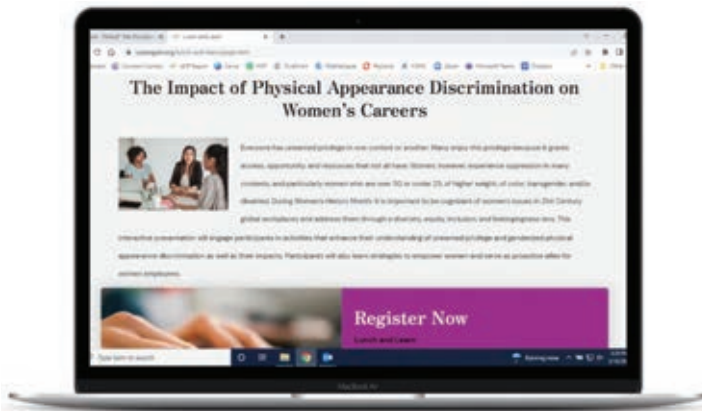 The Impact of Physical Appearance Discrimination on
Women's Careers
Everyone has unearned privilege in one context or another. Many enjoy this privilege because it grants
access, opportunity, and resources that not all have. Women, however, experience oppression in many
contexts, and particularly women who are over 50 or under 25, of higher weight, of color, transgender, and/or
disabled. During Women's History Month, it is important to be cognizant of women's issues in 21st Century
global workplaces and address them through a diversity, equity, inclusion, and belongingness lens. This
interactive presentation will engage participants in activities that enhance their understanding of unearned privilege and gendered physical
appearance discrimination as well as their impacts. Participants will also learn strategies to empower women and serve as proactive allies for
women employees.
Register Now
Lunch and Learn
Type here to search
MacBook Air